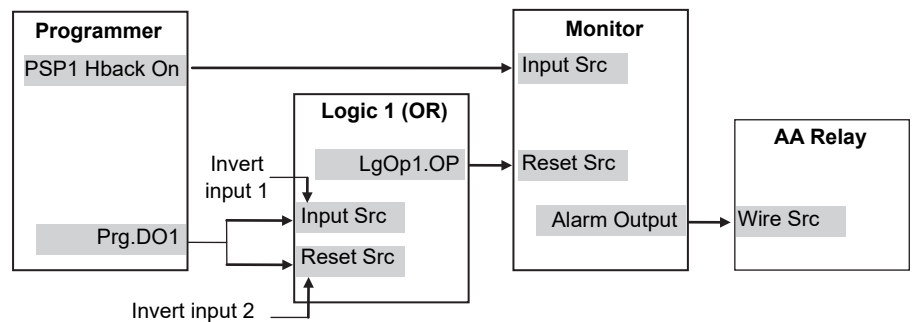 Programmer
PSP1 Hback On
Prg.DO1
Invert
input 1
Invert input 2
Logic 1 (OR)
LgOp1.OP
Input Src
Reset Src
Monitor
Input Src
Reset Src
Alarm Output
AA Relay
Wire Src